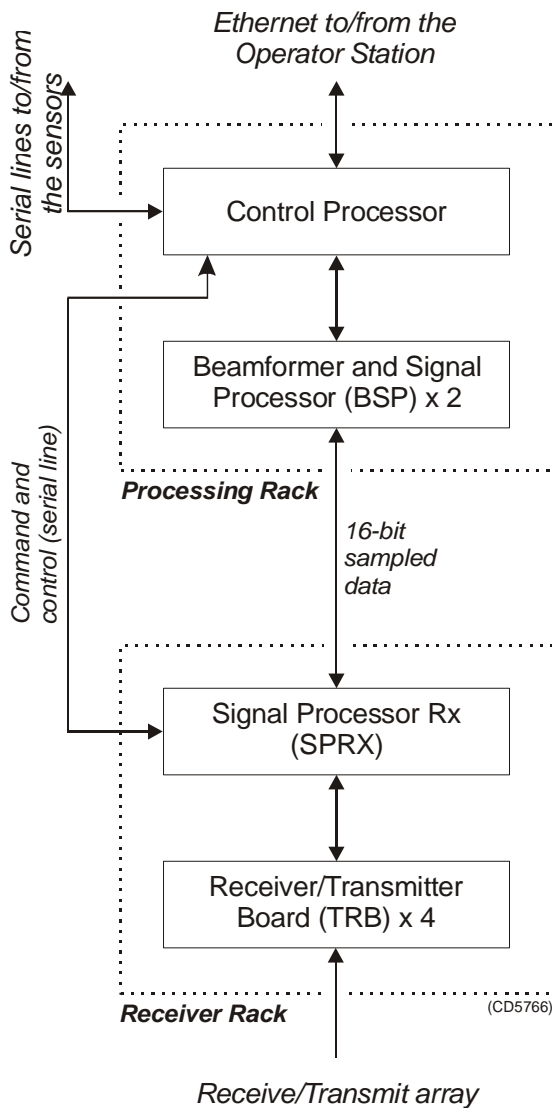 Ethernet to/from the
Operator Station
Serial lines to/from
the sensors
Control Processor
Beamformer and Signal
Processor (BSP) x 2
Processing Rack
Command and
control (serial line)
16-bit
sampled
data
Signal Processor Rx
(SPRX)
Receiver/Transmitter
Board (TRB) x 4
Receiver Rack
(CD5766)
Receive/Transmit array